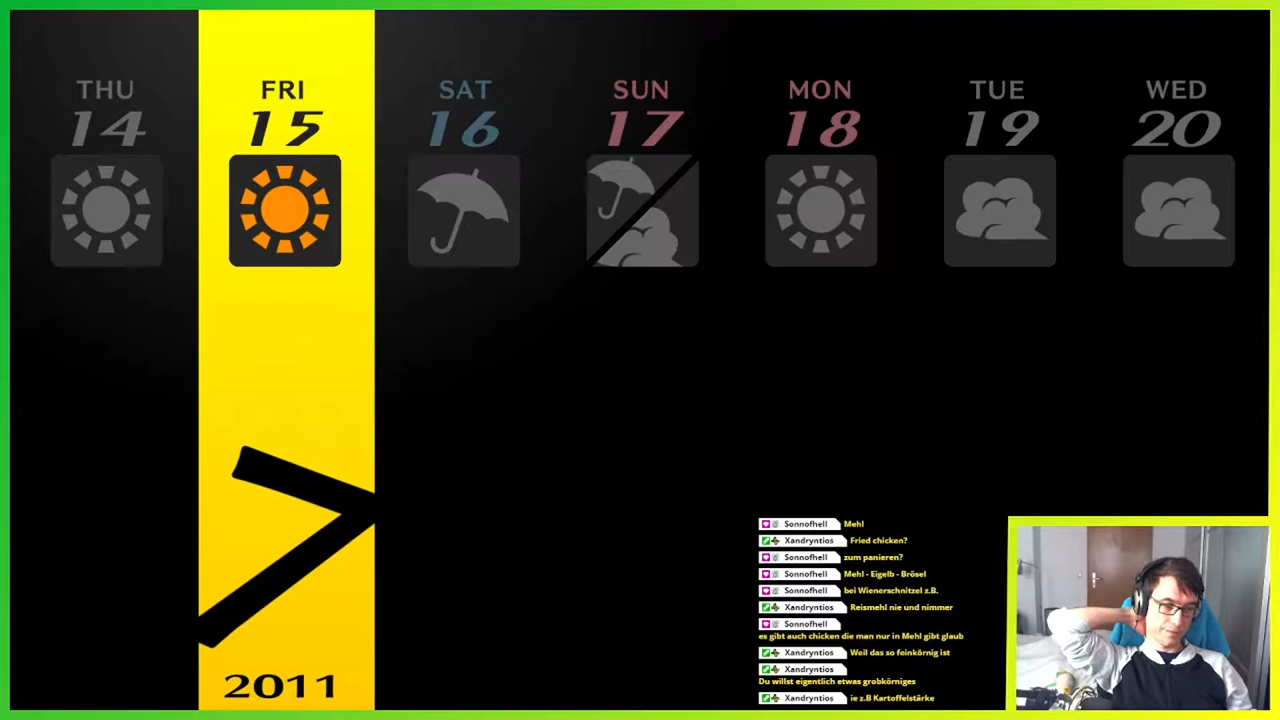 THU
14
FRI
15
SAT
16
SUN
17
MON
18
TUE
19
WED
20
2011
Sonnofhell Mehl
Xandryntios Fried chicken?
Sonnofhell zum panieren?
Sonnofhell Mehl - Eigelb - Brösel
Sonnofhell bei Wienerschnitzel z.B.
Xandryntios Reismehl nie und nimmer
Sonnofhell
es gibt auch chicken die man nur in Mehl gibt glaub
Xandryntios Weil das so feinkörnig ist
Xandryntios
Du willst eigentlich etwas grobkörniges
Xandryntios ie z.B Kartoffelstärke